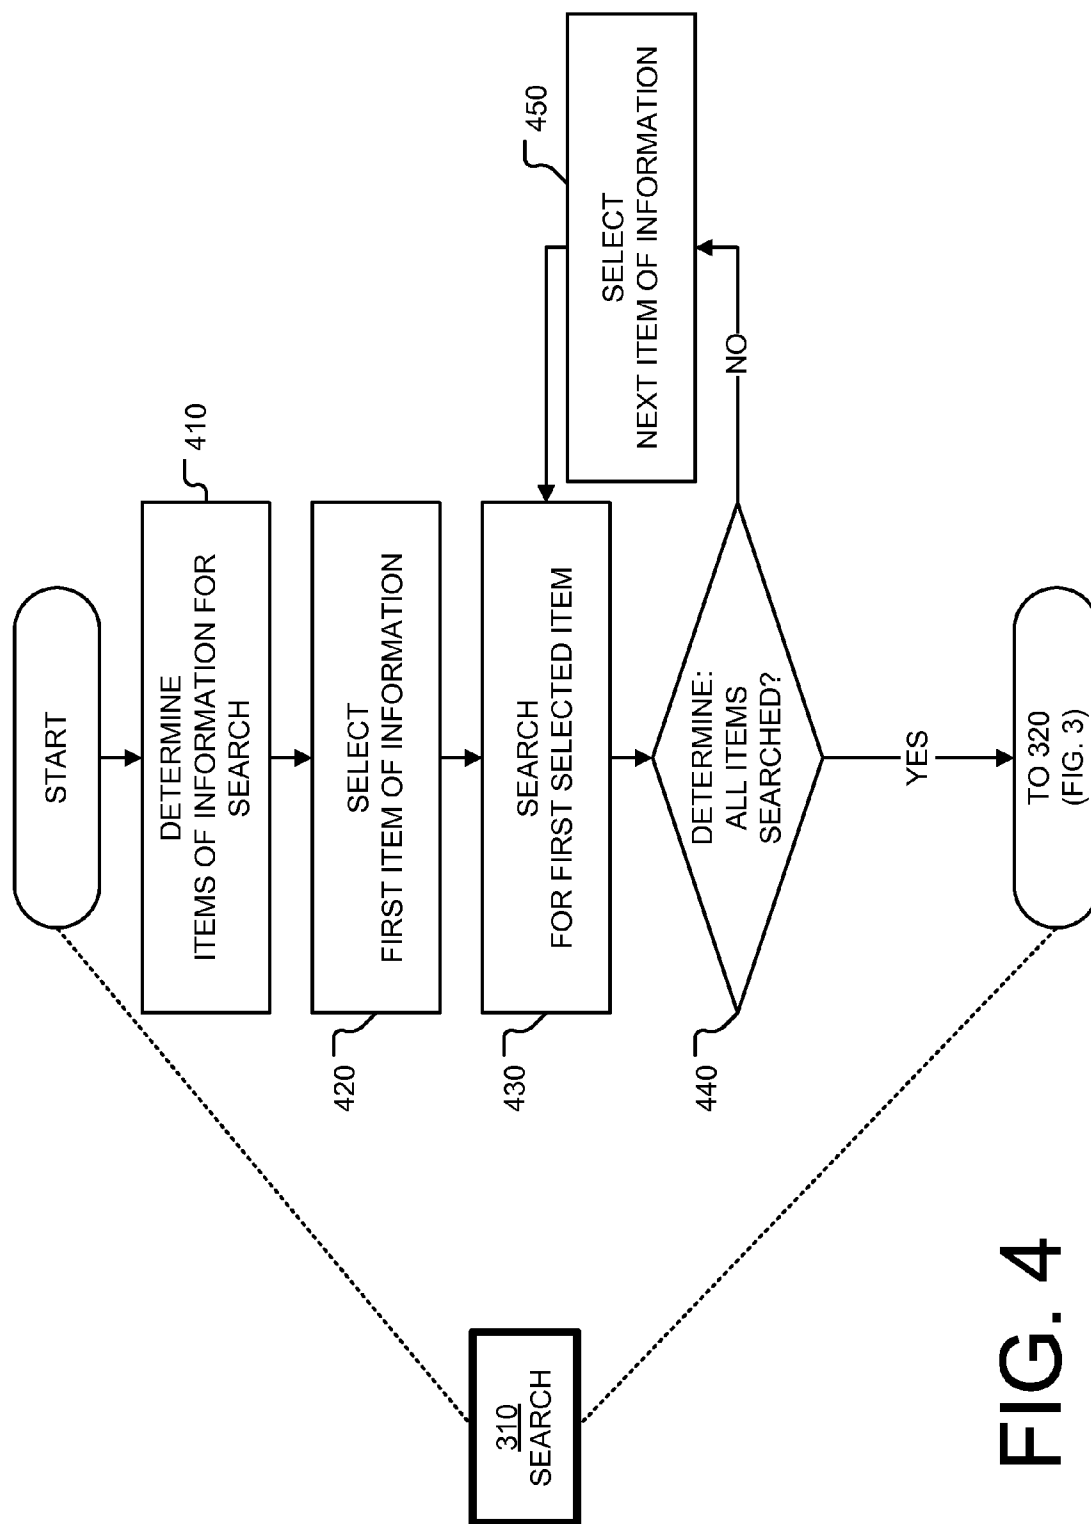 START
410
DETERMINE
ITEMS OF INFORMATION FOR
SEARCH
420
SELECT
FIRST ITEM OF INFORMATION
430
SEARCH
FOR FIRST SELECTED ITEM
450
SELECT
NEXT ITEM OF INFORMATION
440
DETERMINE:
ALL ITEMS
SEARCHED?
NO
YES
TO 320
(FIG. 3)
310
SEARCH
FIG. 4